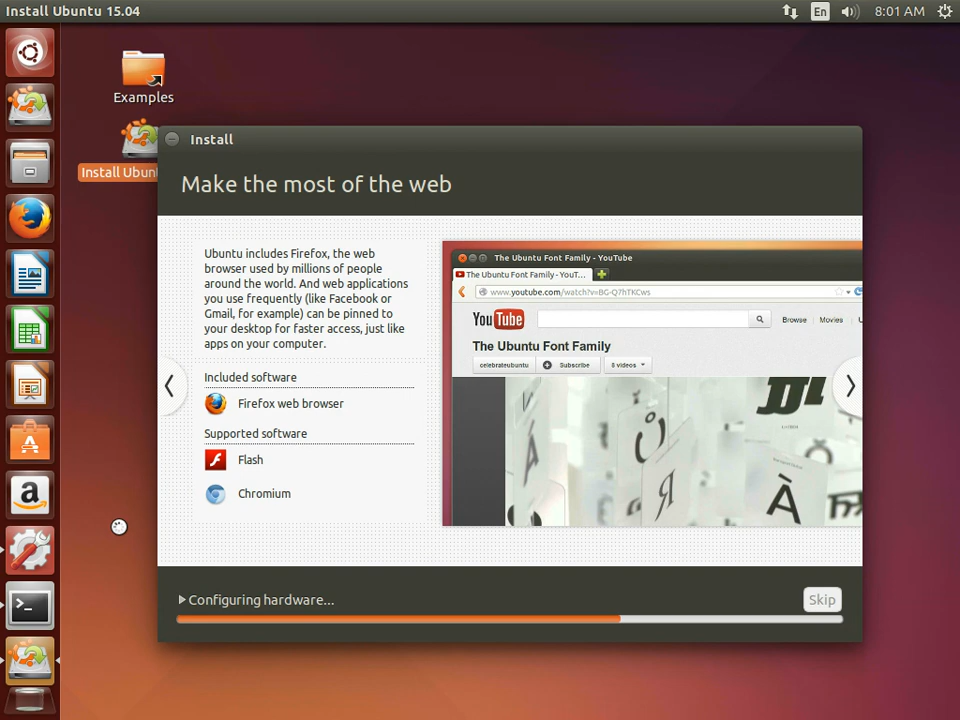 Install Ubuntu 15.04
En
8:01 AM
Examples
Install Ubun
Install
Make the most of the web
Ubuntu includes Firefox, the web
browser used by millions of people
around the world. And web applications
you use frequently (like Facebook or
Gmail, for example) can be pinned to
your desktop for faster access, just like
apps on your computer.
Included software
Firefox web browser
Supported software
Flash
Chromium
The Ubuntu Font Family - YouTube
The Ubuntu Font Family - YouT...
www.youtube.com/watch?v=BG-Q7hTKCws
YouTube
Browse
Movies
U
The Ubuntu Font Family
celebrateubuntu
Subscribe
8 videos
Configuring hardware...
Skip